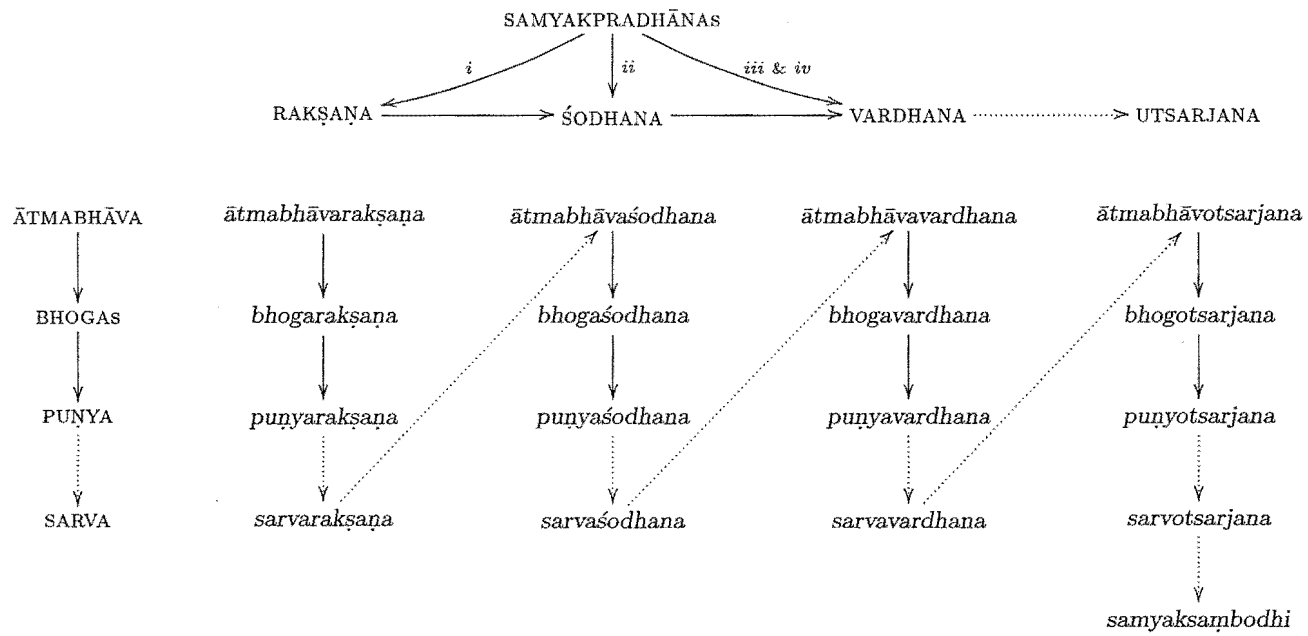 SAMYAKPRADHĀNAS
i ii iii & iv
RAKṢAṆA ŚODHANA VARDHANA UTSARJANA
ĀTMABHĀVA ātmabhāvarakṣaṇa ātmabhāvaśodhana ātmabhāvavardhana ātmabhāvotsarjana
BHOGAS bhogarakṣaṇa bhogaśodhana bhogavardhana bhogotsarjana
PUṆYA puṇyarakṣaṇa puṇyaśodhana puṇyavardhana puṇyotsarjana
SARVA sarvarakṣaṇa sarvaśodhana sarvavardhana sarvotsarjana
samyaksaṃbodhi